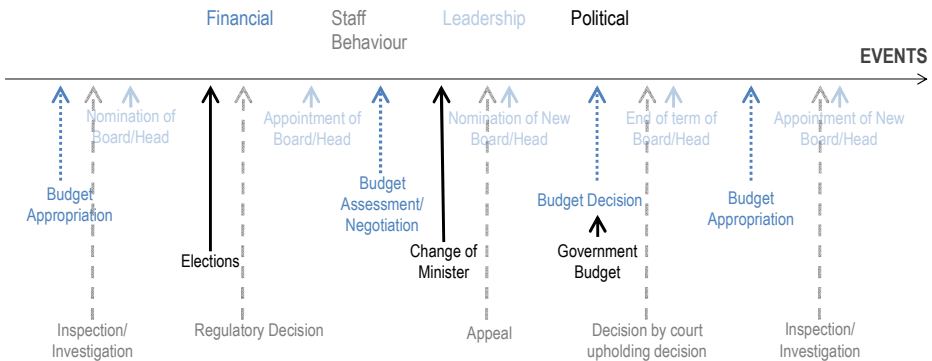 Financial
Staff
Behaviour
Leadership
Political
EVENTS
Nomination of
Board/Head
Appointment of
Board/Head
Nomination of New
Board/Head
End of term of
Board/Head
Appointment of New
Board/Head
Budget
Appropriation
Budget
Assessment/
Negotiation
Budget Decision
Budget
Appropriation
Elections
Change of
Minister
Government
Budget
Inspection/
Investigation
Regulatory Decision
Appeal
Decision by court
upholding decision
Inspection/
Investigation